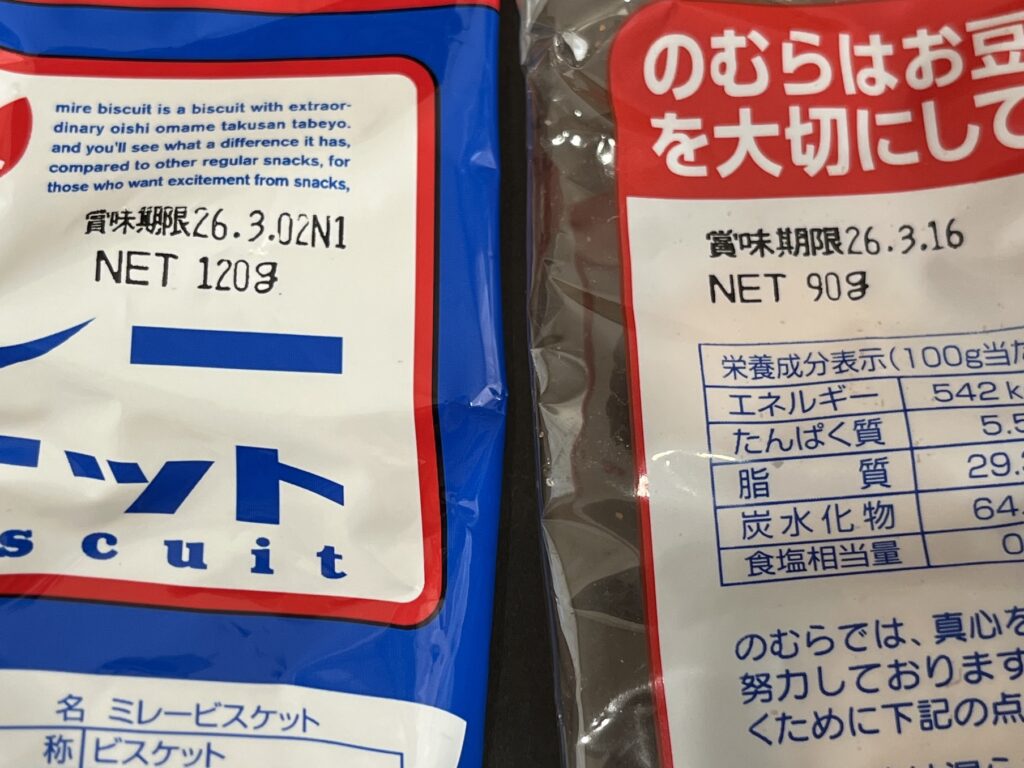 mire biscuit is a biscuit with extraor-
dinary oishi omame takusan tabeyo.
and you'll see what a difference it has,
compared to other regular snacks, for
those who want excitement from snacks,
賞味期限26.3.02N1
NET 120g
レー
ケット
scuit
名 ミレービスケット
称 ビスケット
のむらはお豆
を大切にして
賞味期限26.3.16
NET 90g
栄養成分表示(100g当た
エネルギー 542k
たんぱく質 5.5
脂質 29.
炭水化物 64.
食塩相当量 0
のむらでは、真心を
努力しております
くために下記の点